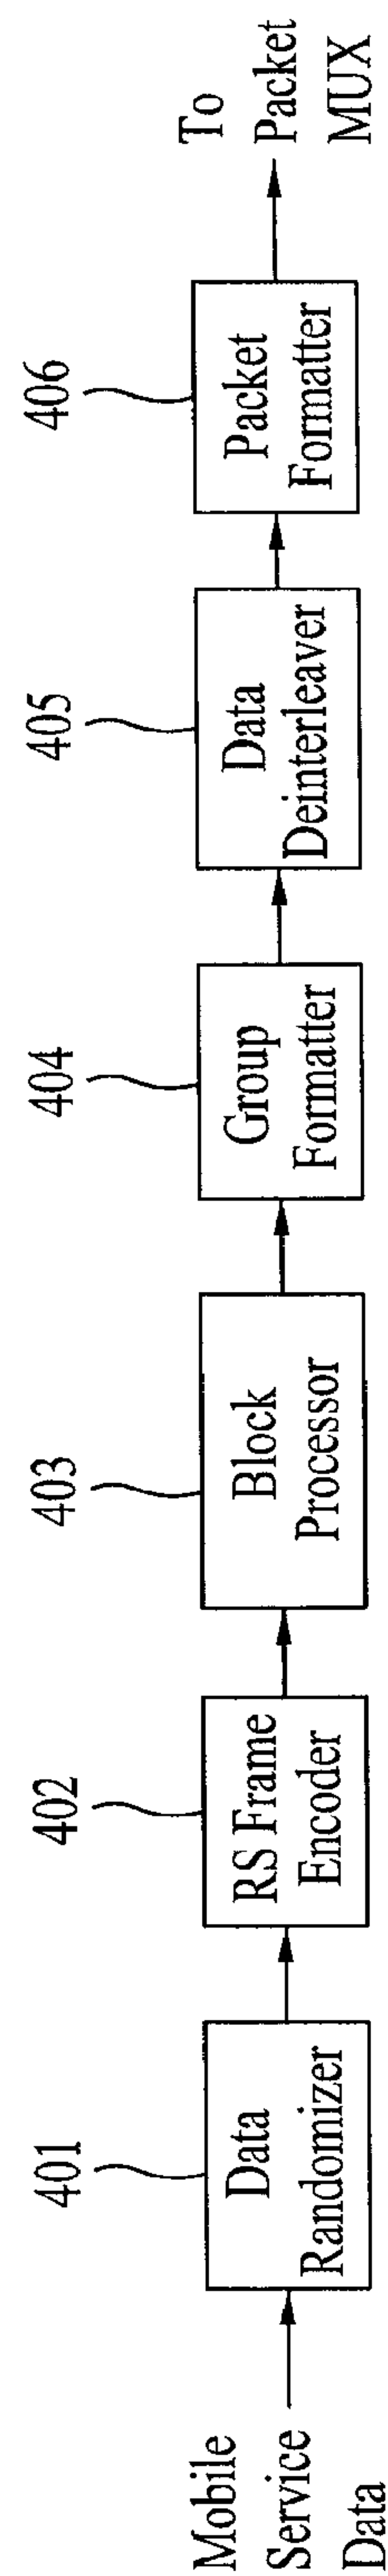 Mobile
Service
Data
401
Data
Randomizer
402
RS Frame
Encoder
403
Block
Processor
404
Group
Formatter
405
Data
Deinterleaver
406
Packet
Formatter
To
Packet
MUX